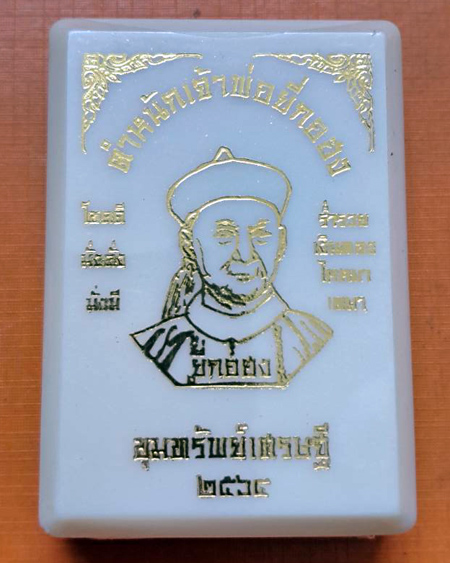 ตำหนักเจ้าพ่อยี่กอฮง
โชคดี
มั่งมี
ร่ำรวย
เงินทอง
ไหลมา
เทมา
ยี่กอฮง
ขุมทรัพย์เศรษฐี
๒๕๖๔